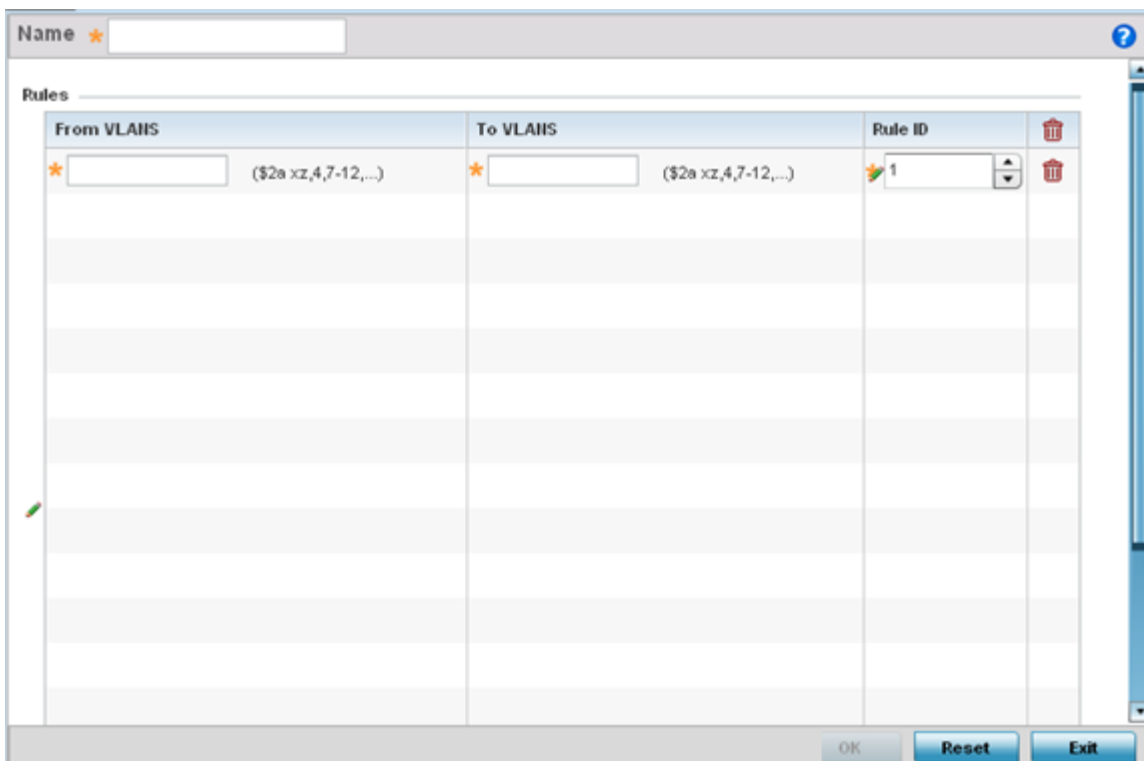 Name *
?
Rules
From VLANS To VLANS Rule ID
* ($2a xz,4,7-12,...) * ($2a xz,4,7-12,...) 1
OK Reset Exit